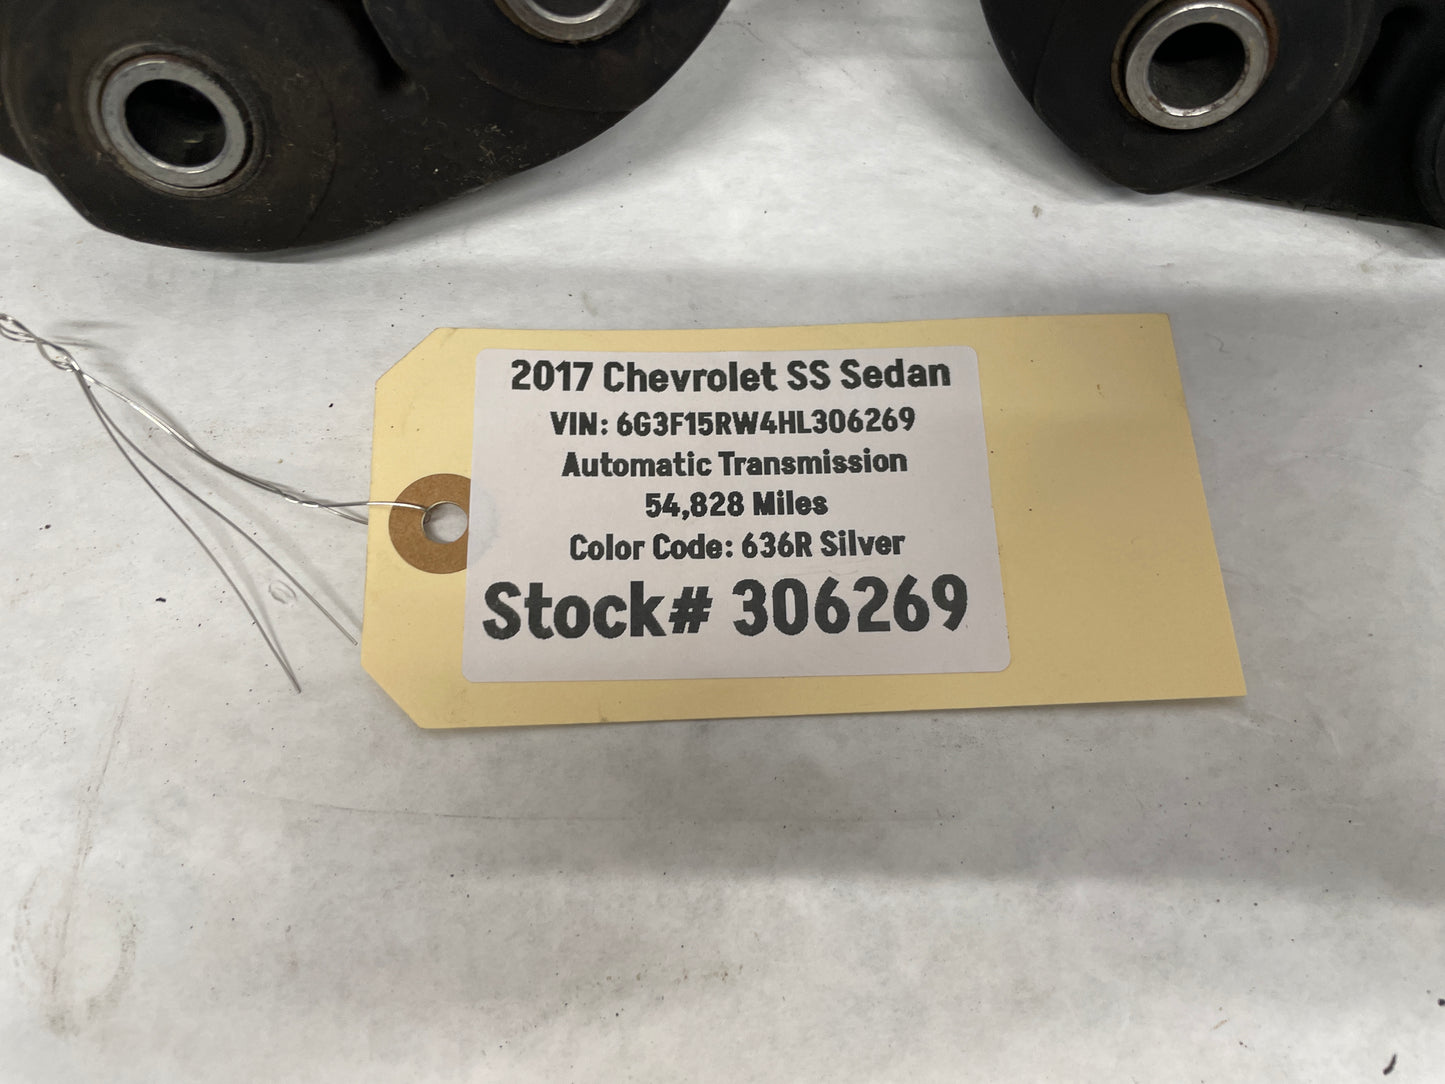 2017 Chevrolet SS Sedan
VIN: 6G3F15RW4HL306269
Automatic Transmission
54,828 Miles
Color Code: 636R Silver
Stock# 306269